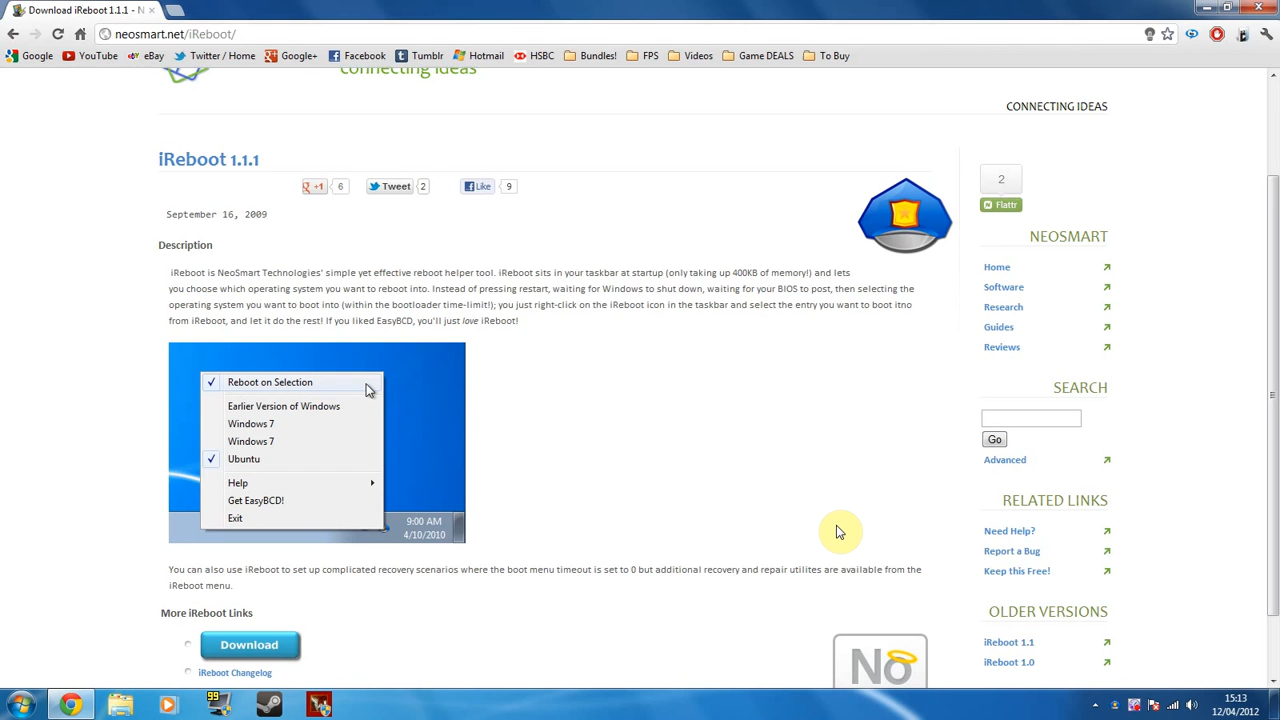 Download iReboot 1.1.1 - N
neosmart.net/iReboot/
Google YouTube eBay Twitter / Home Google+ Facebook Tumblr Hotmail HSBC Bundles! FPS Videos Game DEALS To Buy
connecting ideas
CONNECTING IDEAS
iReboot 1.1.1
+1 6 Tweet 2 Like 9
September 16, 2009
Description
iReboot is NeoSmart Technologies' simple yet effective reboot helper tool. iReboot sits in your taskbar at startup (only taking up 400KB of memory!) and lets
you choose which operating system you want to reboot into. Instead of pressing restart, waiting for Windows to shut down, waiting for your BIOS to post, then selecting the
operating system you want to boot into (within the bootloader time-limit!); you just right-click on the iReboot icon in the taskbar and select the entry you want to boot itno
from iReboot, and let it do the rest! If you liked EasyBCD, you'll just love iReboot!
Reboot on Selection
Earlier Version of Windows
Windows 7
Windows 7
Ubuntu
Help
Get EasyBCD!
Exit
9:00 AM
4/10/2010
You can also use iReboot to set up complicated recovery scenarios where the boot menu timeout is set to 0 but additional recovery and repair utilites are available from the
iReboot menu.
More iReboot Links
Download
iReboot Changelog
No
2
Flattr
NEOSMART
Home
Software
Research
Guides
Reviews
SEARCH
Go
Advanced
RELATED LINKS
Need Help?
Report a Bug
Keep this Free!
OLDER VERSIONS
iReboot 1.1
iReboot 1.0
99
15:13
12/04/2012